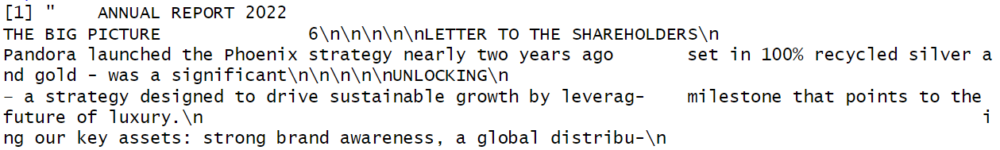 [1] "    ANNUAL REPORT 2022
THE BIG PICTURE              6\n\n\n\n\nLETTER TO THE SHAREHOLDERS\n
Pandora launched the Phoenix strategy nearly two years ago       set in 100% recycled silver a
nd gold - was a significant\n\n\n\n\nUNLOCKING\n
– a strategy designed to drive sustainable growth by leverag-    milestone that points to the
future of luxury.\n                                                                          i
ng our key assets: strong brand awareness, a global distribu-\n